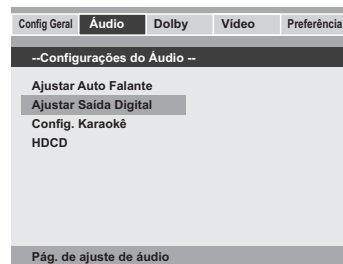 Config Geral Áudio Dolby Vídeo Preferência
--Configurações do Áudio --
Ajustar Auto Falante
Ajustar Saída Digital
Config. Karaokê
HDCD
Pág. de ajuste de áudio